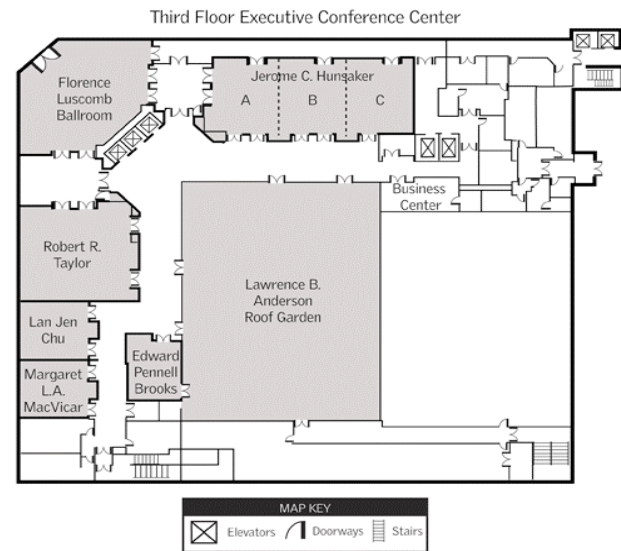 Third Floor Executive Conference Center
Florence
Luscomb
Ballroom
Jerome C. Hunsaker
A
B
C
Business
Center
Robert R.
Taylor
Lawrence B.
Anderson
Roof Garden
Lan Jen
Chu
Edward
Pennell
Brooks
Margaret
L.A.
MacVicar
MAP KEY
Elevators
Doorways
Stairs